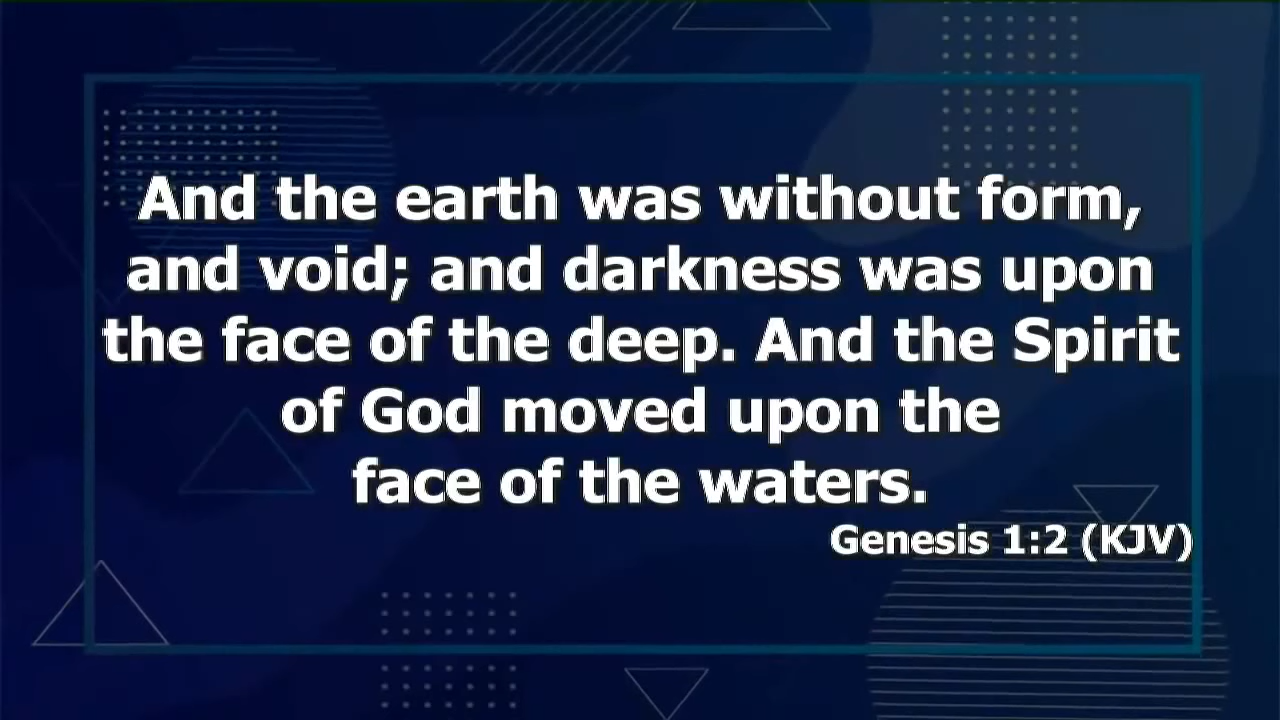 And the earth was without form,
and void; and darkness was upon
the face of the deep. And the Spirit
of God moved upon the
face of the waters.
Genesis 1:2 (KJV)